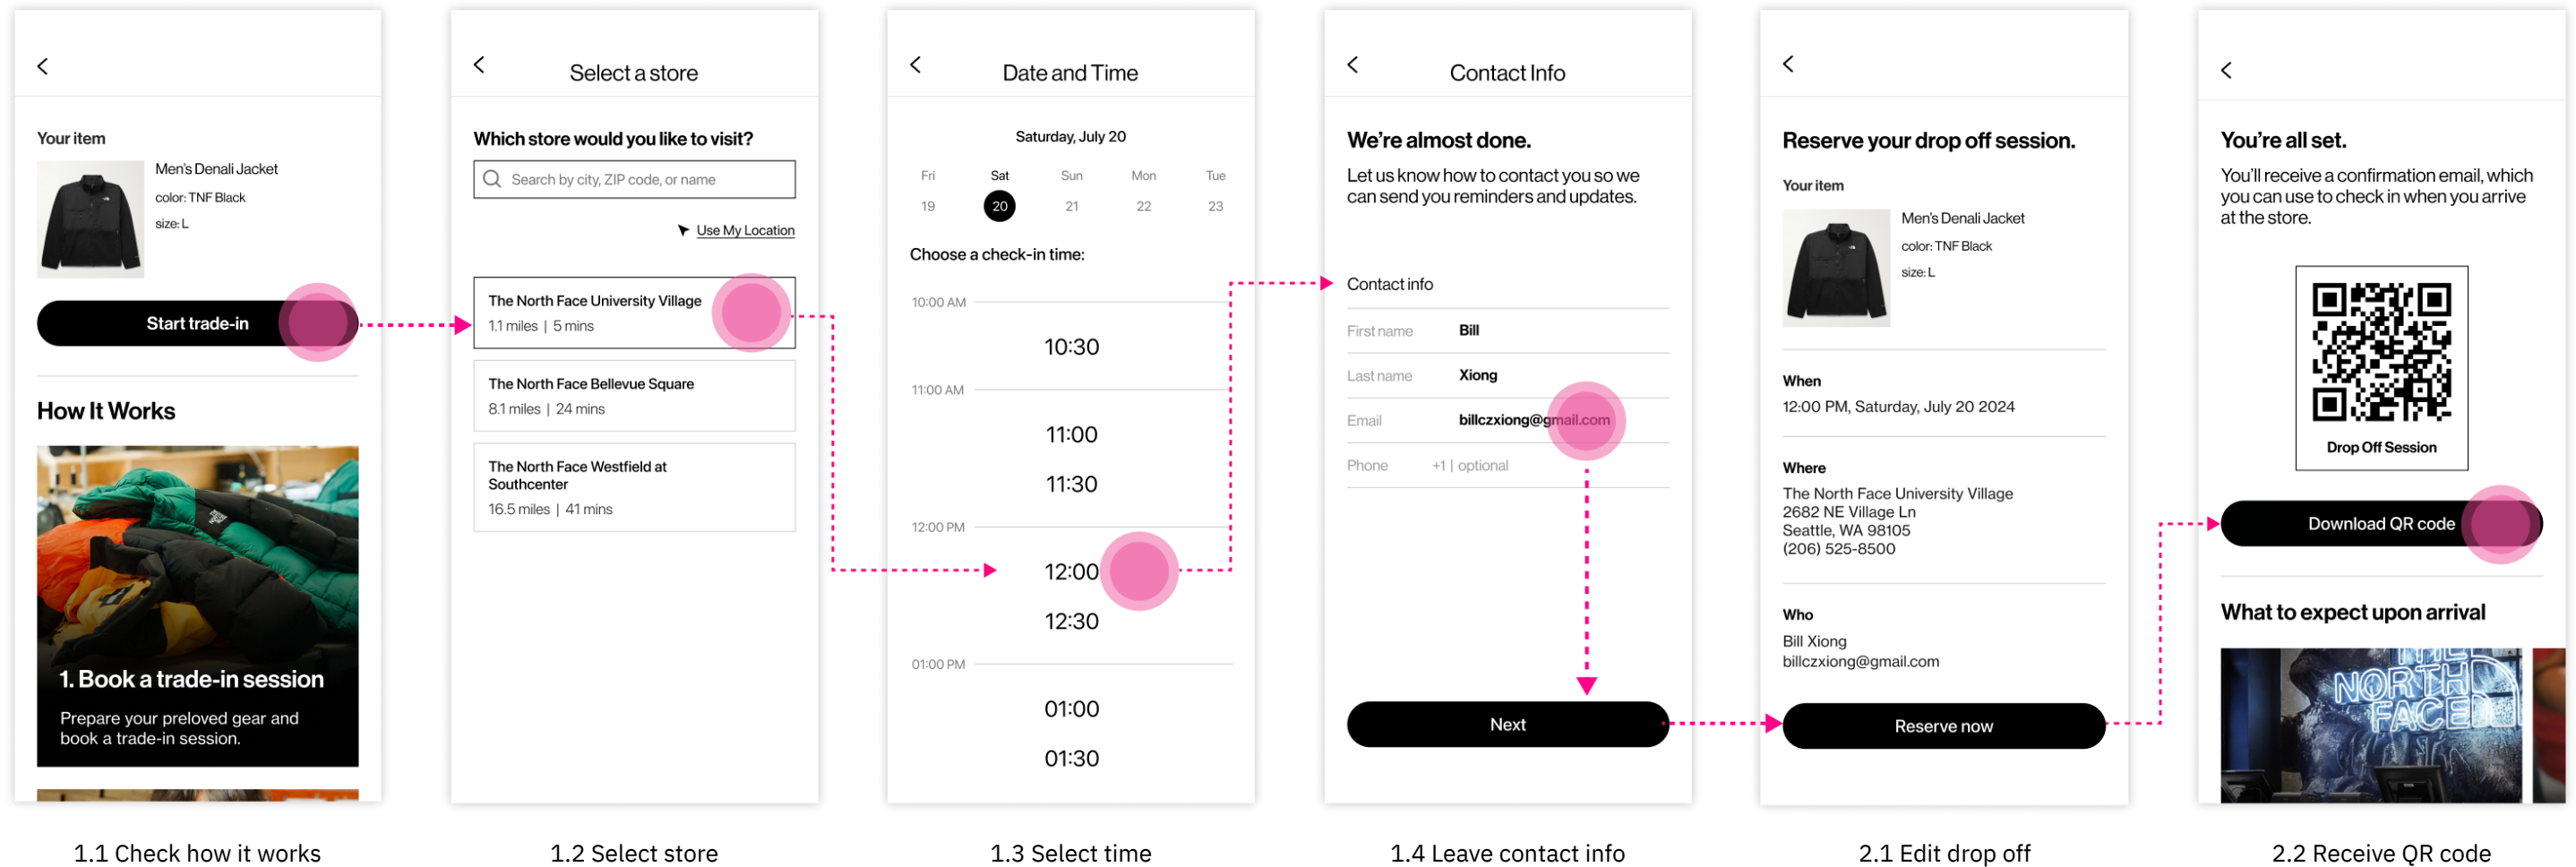 Your item
Men's Denali Jacket
color: TNF Black
size: L
Start trade-in
How It Works
1. Book a trade-in session
Prepare your preloved gear and
book a trade-in session.
1.1 Check how it works
Select a store
Which store would you like to visit?
Search by city, ZIP code, or name
Use My Location
The North Face University Village
1.1 miles | 5 mins
The North Face Bellevue Square
8.1 miles | 24 mins
The North Face Westfield at
Southcenter
16.5 miles | 41 mins
1.2 Select store
Date and Time
Saturday, July 20
Fri Sat Sun Mon Tue
19 20 21 22 23
Choose a check-in time:
10:00 AM
10:30
11:00 AM
11:00
11:30
12:00 PM
12:00
12:30
01:00 PM
01:00
01:30
1.3 Select time
Contact Info
We're almost done.
Let us know how to contact you so we
can send you reminders and updates.
Contact info
First name Bill
Last name Xiong
Email billczxiong@gmail.com
Phone +1 | optional
Next
1.4 Leave contact info
Reserve your drop off session.
Your item
Men's Denali Jacket
color: TNF Black
size: L
When
12:00 PM, Saturday, July 20 2024
Where
The North Face University Village
2682 NE Village Ln
Seattle, WA 98105
(206) 525-8500
Who
Bill Xiong
billczxiong@gmail.com
Reserve now
2.1 Edit drop off
You're all set.
You'll receive a confirmation email, which
you can use to check in when you arrive
at the store.
Drop Off Session
Download QR code
What to expect upon arrival
THE
NORTH
FACE
2.2 Receive QR code